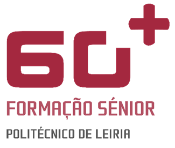 60+
FORMAÇÃO SÉNIOR
POLITÉCNICO DE LEIRIA